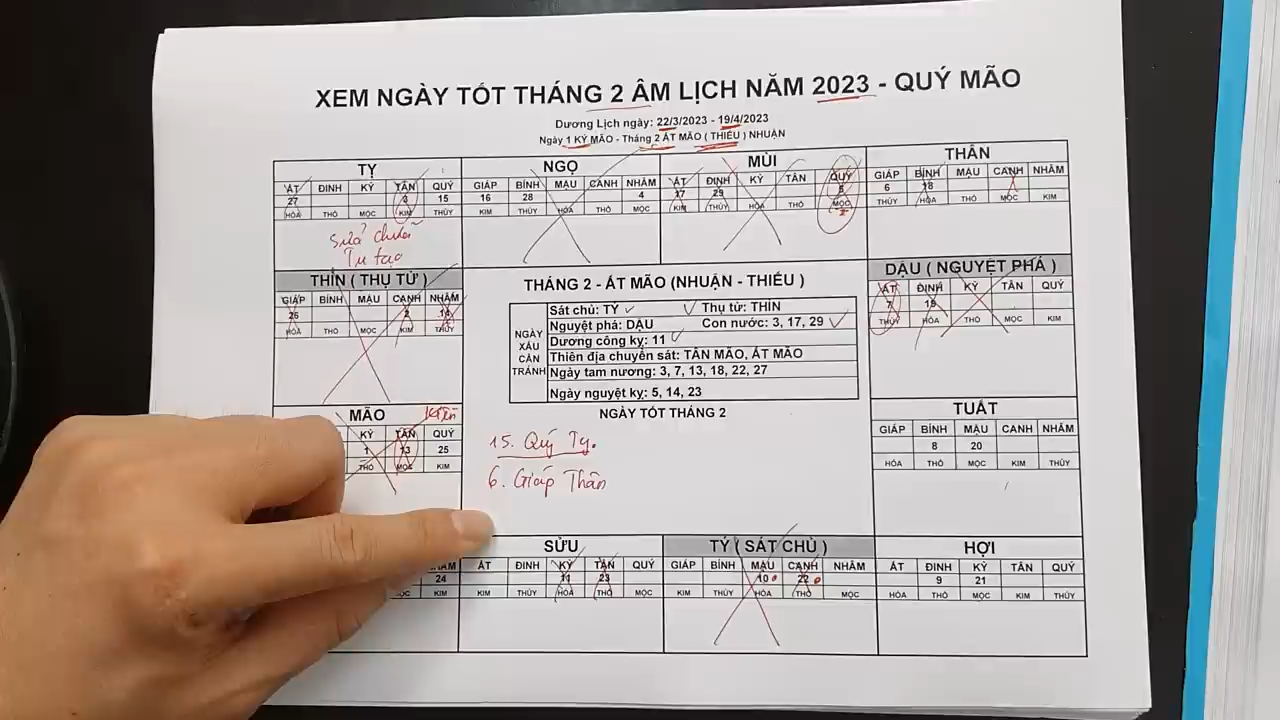 XEM NGÀY TỐT THÁNG 2 ÂM LỊCH NĂM 2023 - QUÝ MÃO
Dương Lịch ngày: 22/3/2023 - 19/4/2023
Ngày 1 KỶ MÃO - Tháng 2 ẤT MÃO ( THIẾU ) NHUẬN
TỴ NGỌ MÙI THÂN
ẤT ĐINH KỶ TÂN QUÝ GIÁP BÍNH MẬU CANH NHÂM ẤT ĐINH KỶ TÂN QUÝ GIÁP BÍNH MẬU CANH NHÂM
27 3 15 16 28 4 17 29 5 6 18
HỎA THỔ MỘC KIM THỦY KIM THỦY HỎA THỔ MỘC KIM THỦY HỎA THỔ MỘC THỦY HỎA THỔ MỘC KIM
Sửa chữa
Tu tạo
THÌN ( THỤ TỬ )
GIÁP BÍNH MẬU CANH NHÂM
26 2 14
HỎA THỔ MỘC KIM THỦY
THÁNG 2 - ẤT MÃO (NHUẬN - THIẾU )
NGÀY XẤU CẦN TRÁNH
Sát chủ: TÝ Thụ tử: THÌN
Nguyệt phá: DẬU Con nước: 3, 17, 29
Dương công kỵ: 11
Thiên địa chuyển sát: TÂN MÃO, ẤT MÃO
Ngày tam nương: 3, 7, 13, 18, 22, 27
Ngày nguyệt kỵ: 5, 14, 23
DẬU ( NGUYỆT PHÁ )
ẤT ĐINH KỶ TÂN QUÝ
7 19
THỦY HỎA THỔ MỘC KIM
MÃO
KỶ TÂN QUÝ
1 13 25
THỔ MỘC KIM
NGÀY TỐT THÁNG 2
15. Quý Tỵ.
6. Giáp Thân
TUẤT
GIÁP BÍNH MẬU CANH NHÂM
8 20
HỎA THỔ MỘC KIM THỦY
24
KIM
SỬU TÝ ( SÁT CHỦ ) HỢI
ẤT ĐINH KỶ TÂN QUÝ GIÁP BÍNH MẬU CANH NHÂM ẤT ĐINH KỶ TÂN QUÝ
11 23 10 22 9 21
KIM THỦY HỎA THỔ MỘC KIM THỦY HỎA THỔ MỘC HỎA THỔ MỘC KIM THỦY